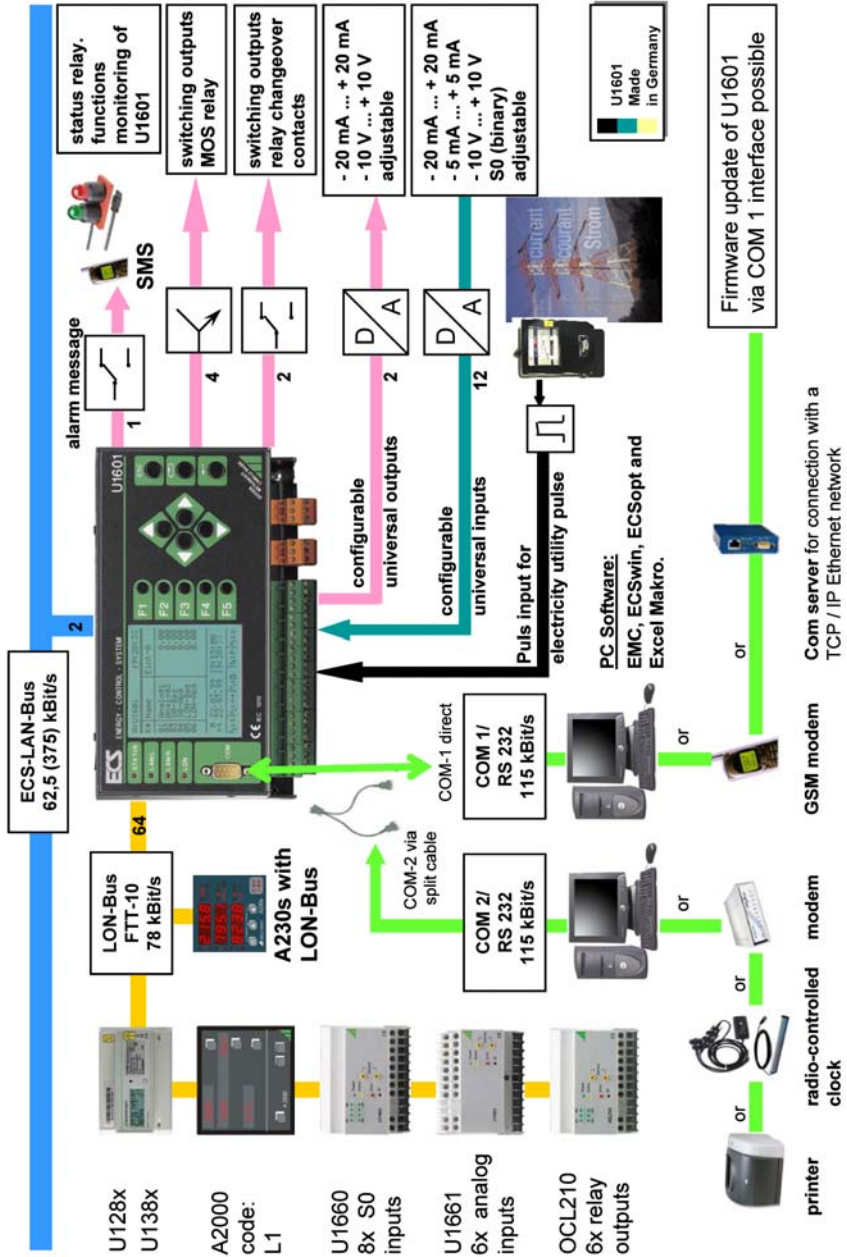 ECS-LAN-Bus
62,5 (375) kBit/s
2
LON-Bus
FTT-10
78 kBit/s
64
A230s with
LON-Bus
U128x
U138x
A2000
code:
L1
U1660
8x S0
inputs
U1661
6x analog
inputs
OCL210
6x relay
outputs
ECS
ENERGY - CONTROL - SYSTEM
U1601
STATUS
LAN/L
LAN/R
LON
COM
F1
F2
F3
F4
F5
alarm message
1
SMS
status relay.
functions
monitoring of
U1601
4
switching outputs
MOS relay
2
switching outputs
relay changeover
contacts
configurable
universal outputs
2
D
A
- 20 mA ... + 20 mA
- 10 V ... + 10 V
adjustable
configurable
universal inputs
12
D
A
- 20 mA ... + 20 mA
- 5 mA ... + 5 mA
- 10 V ... + 10 V
S0 (binary)
adjustable
Puls input for
electricity utility pulse
el. current
courant
Strom
U1601
Made
in Germany
COM-1 direct
COM-2 via
split cable
COM 1/
RS 232
115 kBit/s
COM 2/
RS 232
115 kBit/s
PC Software:
EMC, ECSwin, ECSopt and
Excel Makro.
or
or
or
or
or
printer
radio-controlled
clock
modem
GSM modem
Com server for connection with a
TCP / IP Ethernet network
Firmware update of U1601
via COM 1 interface possible